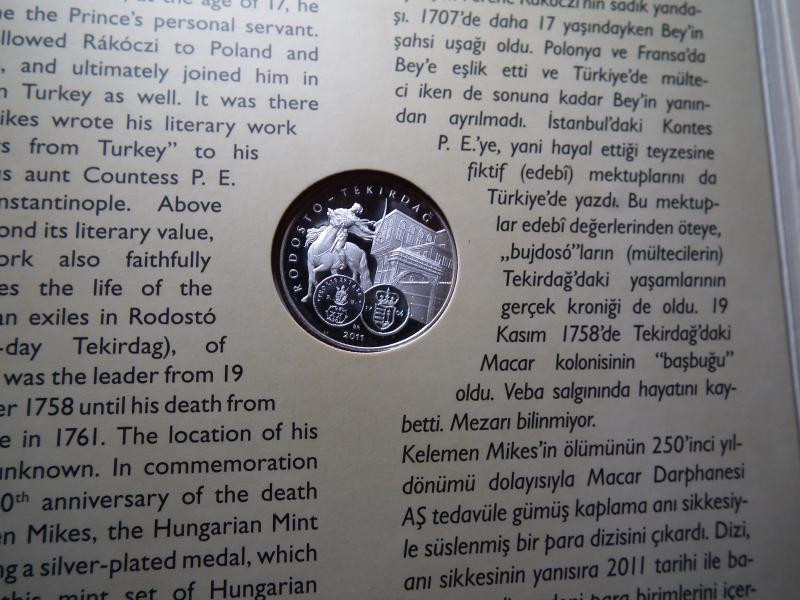 at the age of 17, he
the Prince's personal servant.
Rákóczi to Poland and
and ultimately joined him in
Turkey as well. It was there
ikes wrote his literary work
from Turkey” to his
aunt Countess P. E.
nstantinople. Above
ond its literary value,
ork also faithfully
es the life of the
an exiles in Rodostó
-day Tekirdag), of
was the leader from 19
er 1758 until his death from
e in 1761. The location of his
unknown. In commemoration
0th anniversary of the death
en Mikes, the Hungarian Mint
ng a silver-plated medal, which
this mint set of Hungarian
RODOSTÓ - TEKIRDAĞ
2011
Rákóczi'nin sadık yanda-
şı. 1707'de daha 17 yaşındayken Bey'in
şahsi uşağı oldu. Polonya ve Fransa'da
Bey'e eşlik etti ve Türkiye'de mülte-
ci iken de sonuna kadar Bey'in yanın-
dan ayrılmadı. İstanbul'daki Kontes
P. E.'ye, yani hayal ettiği teyzesine
fiktif (edebî) mektuplarını da
Türkiye'de yazdı. Bu mektup-
lar edebî değerlerinden öteye,
„bujdosó”ların (mültecilerin)
Tekirdağ'daki yaşamlarının
gerçek kroniği de oldu. 19
Kasım 1758'de Tekirdağ'daki
Macar kolonisinin “başbuğu”
oldu. Veba salgınında hayatını kay-
betti. Mezarı bilinmiyor.
Kelemen Mikes'in ölümünün 250'inci yıl-
dönümü dolayısıyla Macar Darphanesi
AŞ tedavüle gümüş kaplama anı sikkesiy-
le süslenmiş bir para dizisini çıkardı. Dizi,
anı sikkesinin yanısıra 2011 tarihi ile ba-
para birimlerini içer-